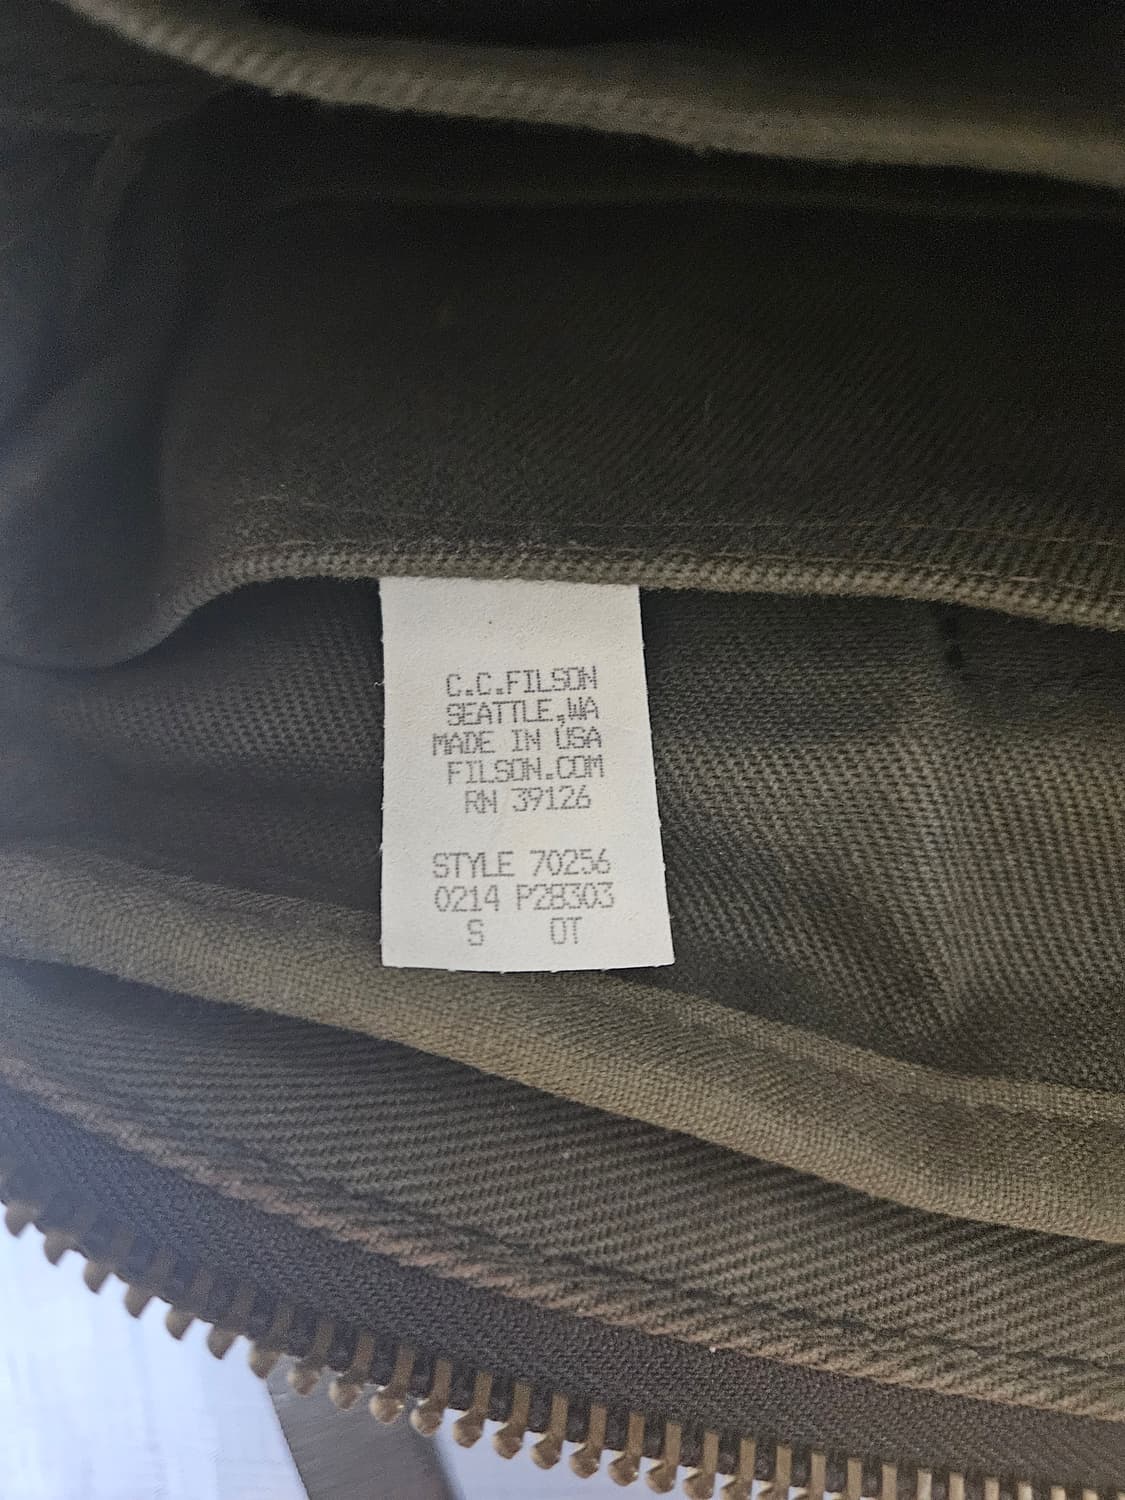 C.C.FILSON
SEATTLE,WA
MADE IN USA
FILSON.COM
RN 39126
STYLE 70256
0214 P28303
S OT